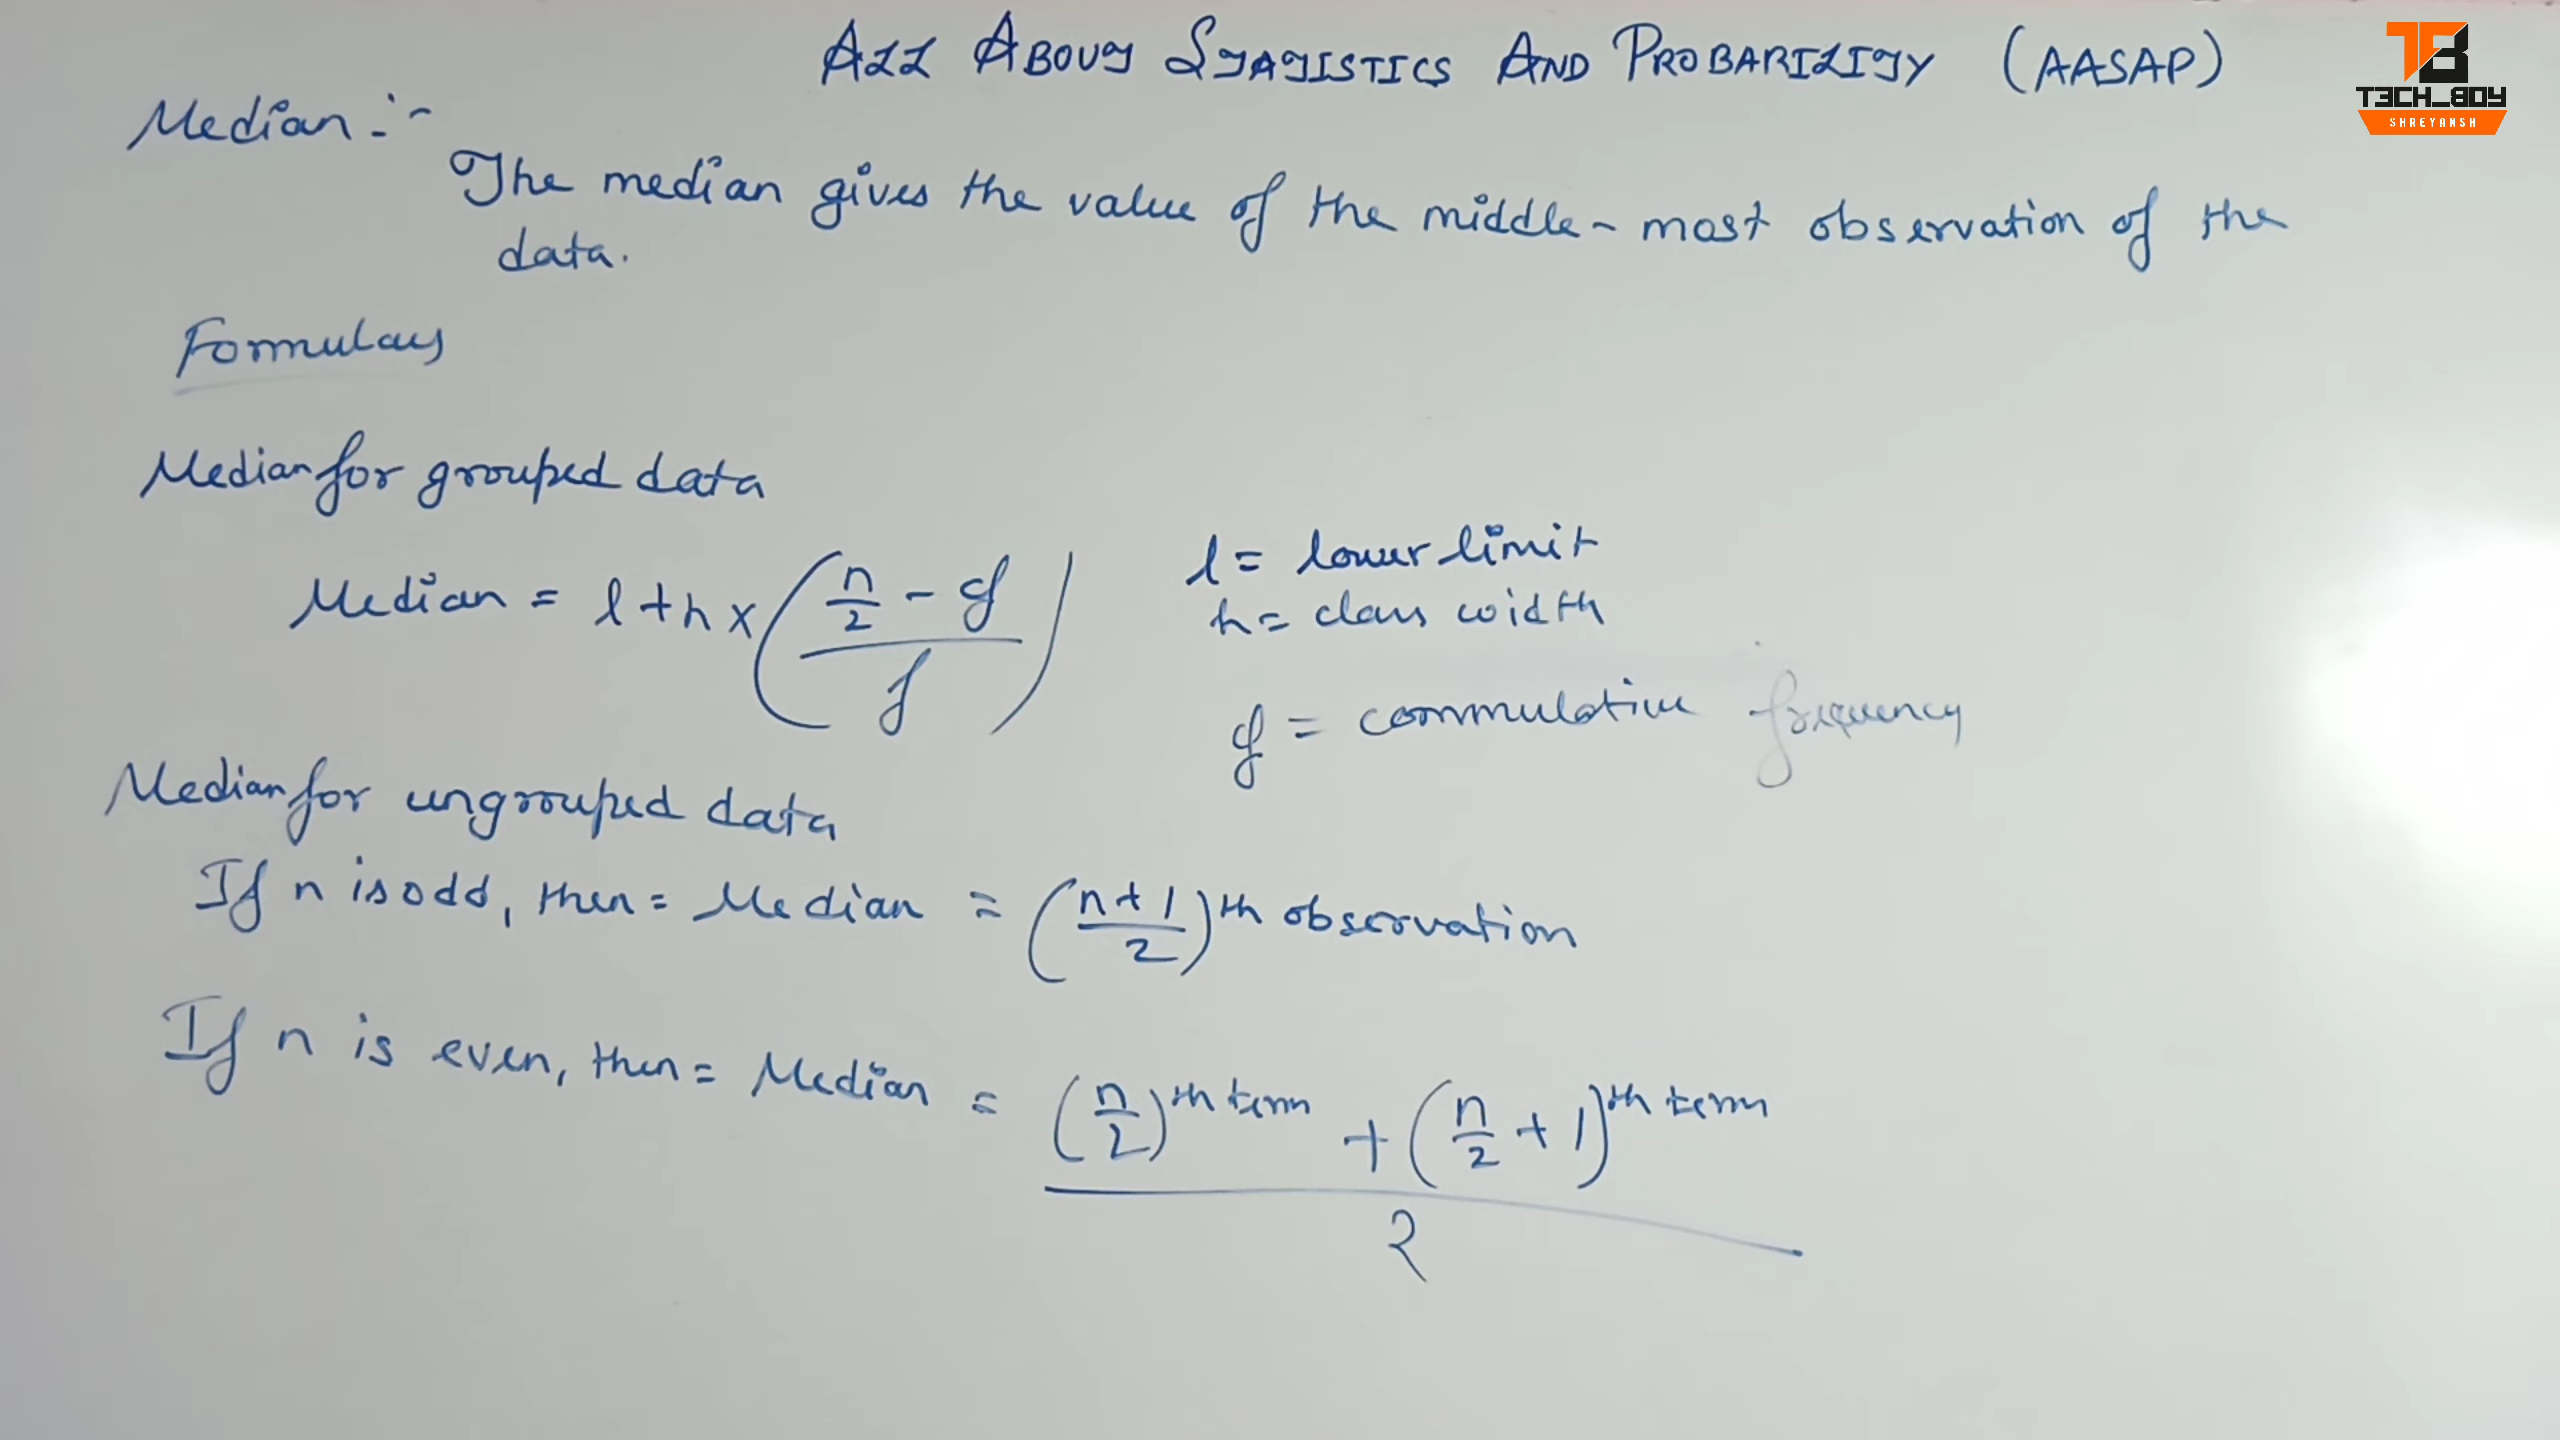 ALL ABOUT STATISTICS AND PROBABILITY (AASAP)
TB
T3CH_BOY
SHREYANSH
Median :-
The median gives the value of the middle-most observation of the
data.
Formulas
Median for grouped data
Median = l + h × ( (n/2 - cf) / f )
l = lower limit
h = class width
cf = commulative frequency
Median for ungrouped data
If n is odd, then = Median = ((n+1)/2)th observation
If n is even, then = Median = ((n/2)th term + (n/2 + 1)th term) / 2